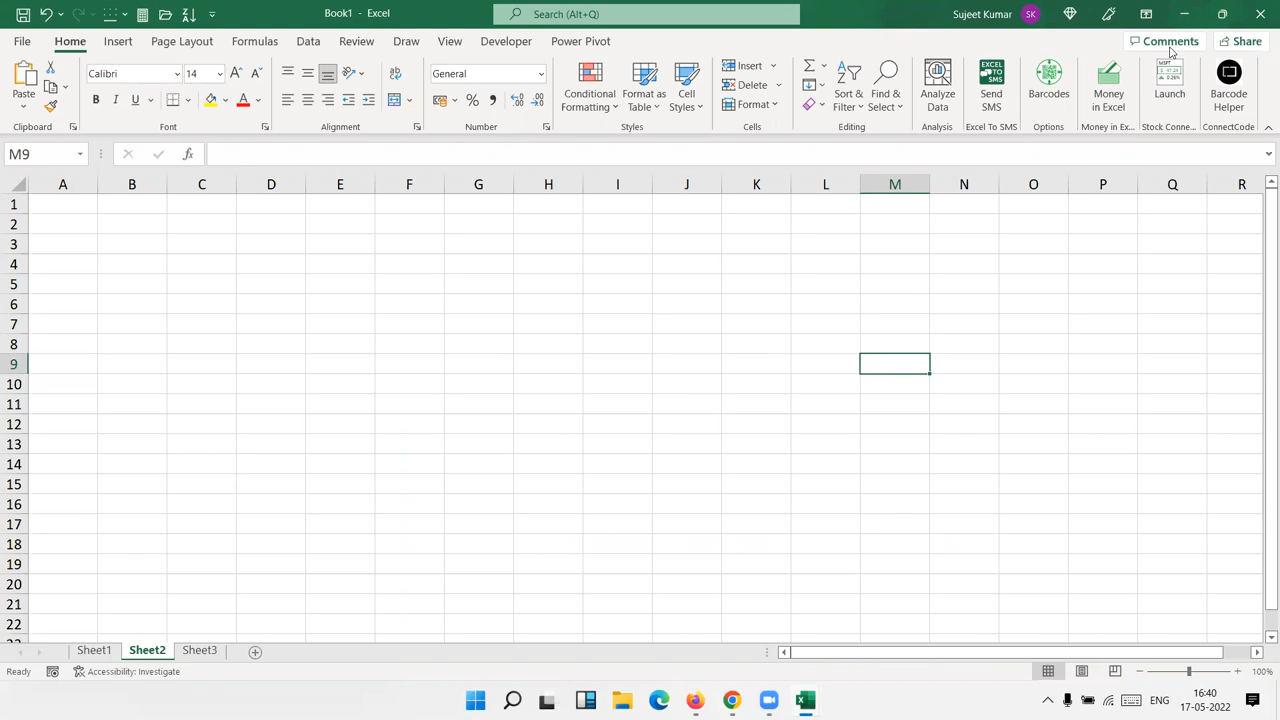 Book1 - Excel
Search (Alt+Q)
Sujeet Kumar SK
File Home Insert Page Layout Formulas Data Review Draw View Developer Power Pivot Comments Share
Paste
Calibri 14
B I U A
General
Conditional Formatting
Format as Table
Cell Styles
Insert
Delete
Format
Sort & Filter
Find & Select
Analyze Data
Send SMS
Barcodes
Money in Excel
Launch
Barcode Helper
Clipboard Font Alignment Number Styles Cells Editing Analysis Excel To SMS Options Money in Ex... Stock Conne... ConnectCode
M9 fx
A B C D E F G H I J K L M N O P Q R
1
2
3
4
5
6
7
8
9
10
11
12
13
14
15
16
17
18
19
20
21
22
Sheet1 Sheet2 Sheet3
Ready Accessibility: Investigate 100%
ENG 16:40
17-05-2022